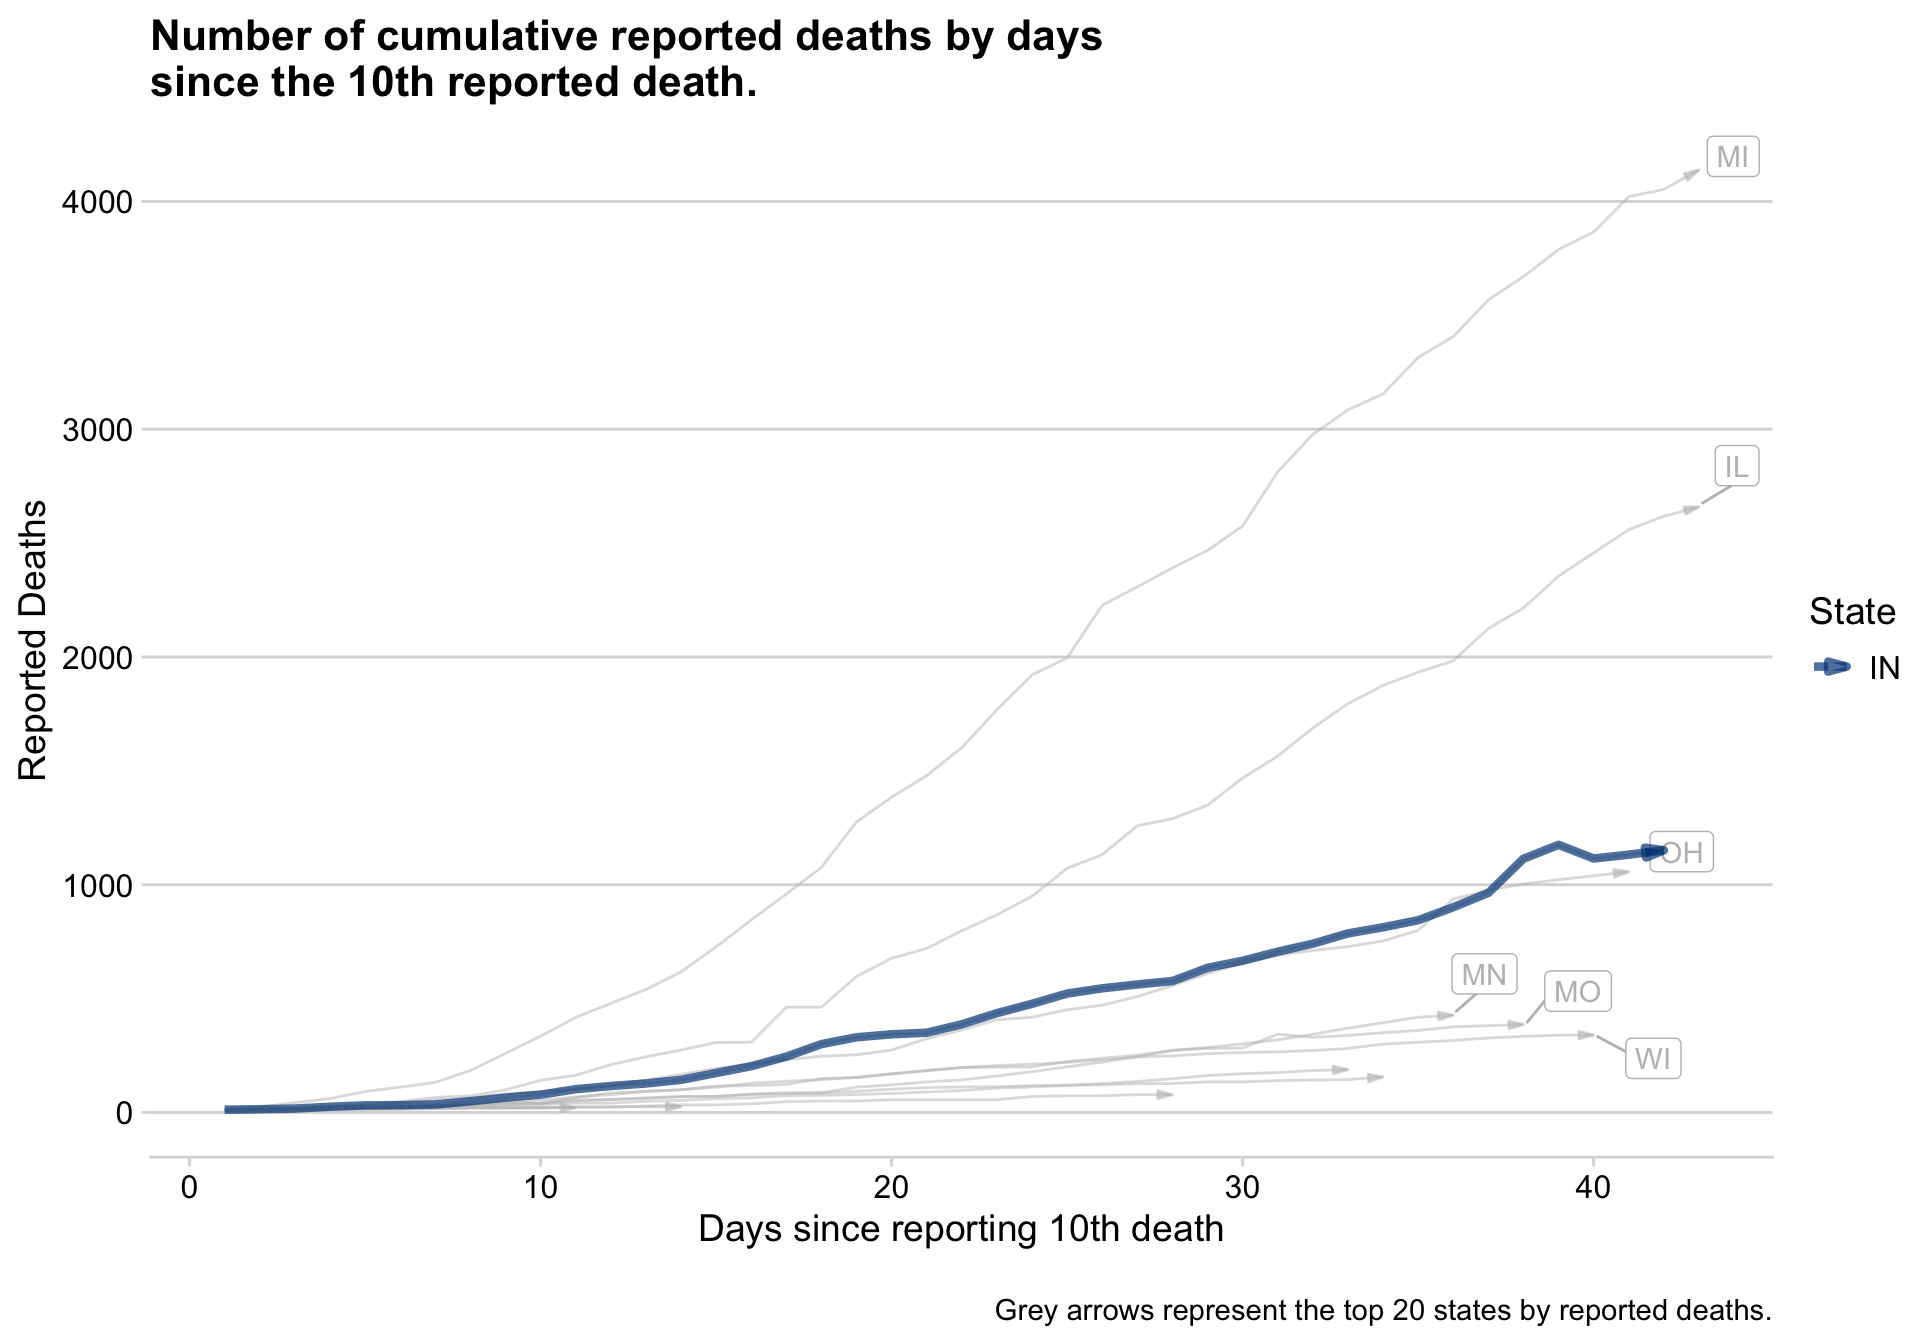 Number of cumulative reported deaths by days
since the 10th reported death.
MI
4000
IL
3000
Reported Deaths
2000
State
IN
OH
1000
MN
MO
WI
0
0 10 20 30 40
Days since reporting 10th death
Grey arrows represent the top 20 states by reported deaths.